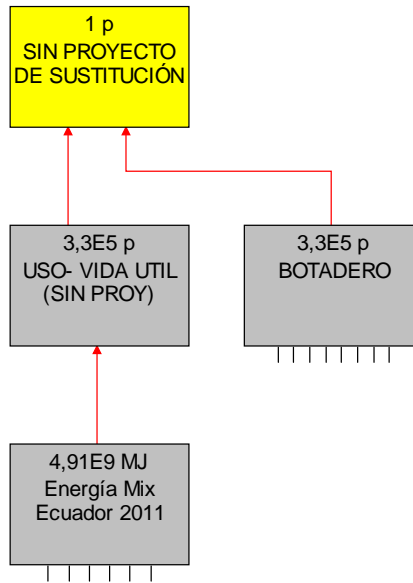 1 p
SIN PROYECTO
DE SUSTITUCIÓN
3,3E5 p
USO- VIDA UTIL
(SIN PROY)
3,3E5 p
BOTADERO
4,91E9 MJ
Energía Mix
Ecuador 2011